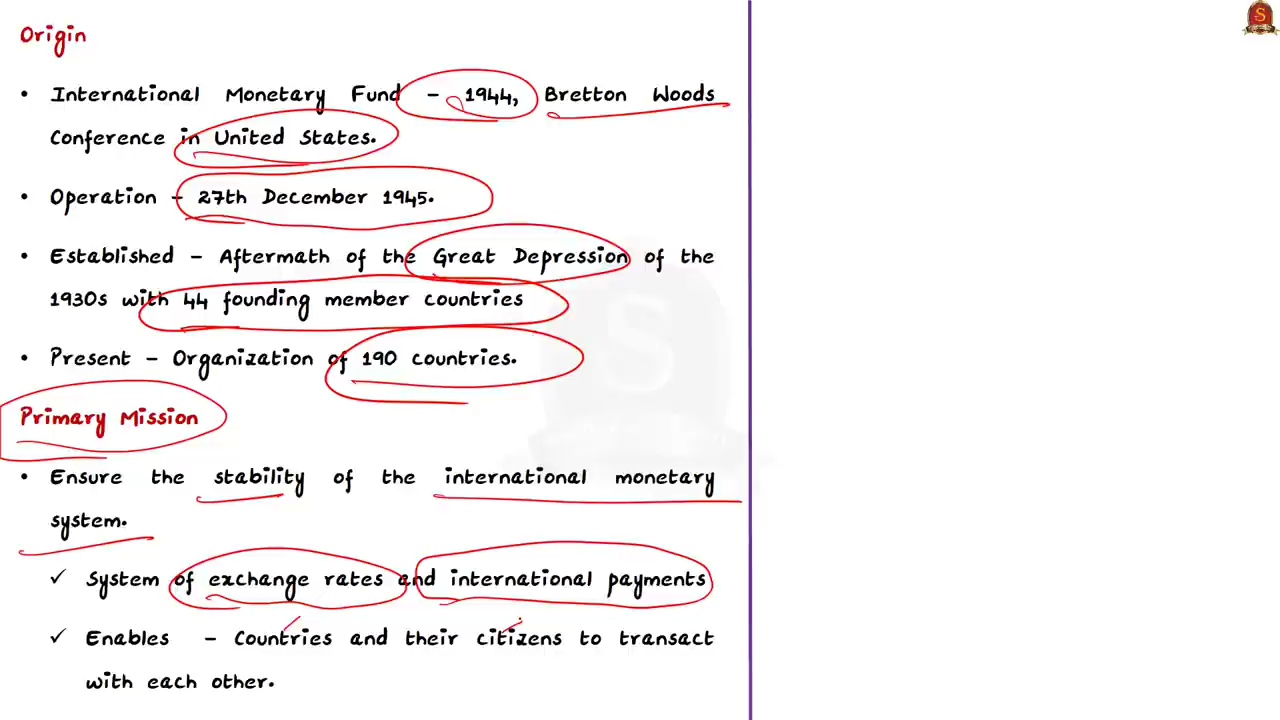 Origin
• International Monetary Fund – 1944, Bretton Woods
Conference in United States.
• Operation – 27th December 1945.
• Established – Aftermath of the Great Depression of the
1930s with 44 founding member countries
• Present – Organization of 190 countries.
Primary Mission
• Ensure the stability of the international monetary
system.
✓ System of exchange rates and international payments
✓ Enables – Countries and their citizens to transact
with each other.
S
S